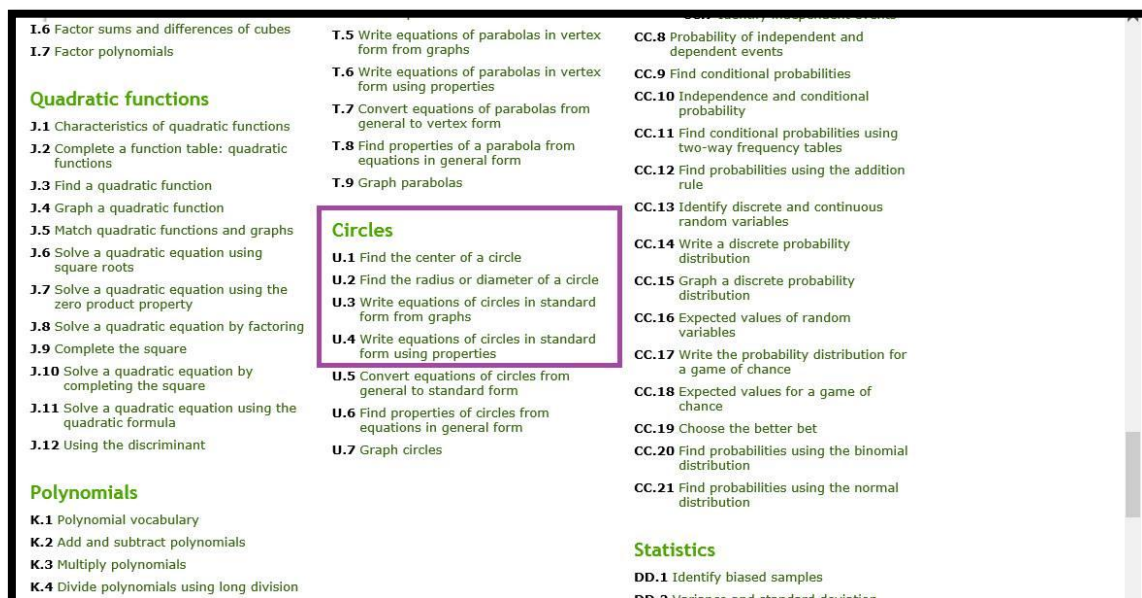 I.6 Factor sums and differences of cubes
I.7 Factor polynomials
Quadratic functions
J.1 Characteristics of quadratic functions
J.2 Complete a function table: quadratic
functions
J.3 Find a quadratic function
J.4 Graph a quadratic function
J.5 Match quadratic functions and graphs
J.6 Solve a quadratic equation using
square roots
J.7 Solve a quadratic equation using the
zero product property
J.8 Solve a quadratic equation by factoring
J.9 Complete the square
J.10 Solve a quadratic equation by
completing the square
J.11 Solve a quadratic equation using the
quadratic formula
J.12 Using the discriminant
Polynomials
K.1 Polynomial vocabulary
K.2 Add and subtract polynomials
K.3 Multiply polynomials
K.4 Divide polynomials using long division
T.5 Write equations of parabolas in vertex
form from graphs
T.6 Write equations of parabolas in vertex
form using properties
T.7 Convert equations of parabolas from
general to vertex form
T.8 Find properties of a parabola from
equations in general form
T.9 Graph parabolas
Circles
U.1 Find the center of a circle
U.2 Find the radius or diameter of a circle
U.3 Write equations of circles in standard
form from graphs
U.4 Write equations of circles in standard
form using properties
U.5 Convert equations of circles from
general to standard form
U.6 Find properties of circles from
equations in general form
U.7 Graph circles
CC.8 Probability of independent and
dependent events
CC.9 Find conditional probabilities
CC.10 Independence and conditional
probability
CC.11 Find conditional probabilities using
two-way frequency tables
CC.12 Find probabilities using the addition
rule
CC.13 Identify discrete and continuous
random variables
CC.14 Write a discrete probability
distribution
CC.15 Graph a discrete probability
distribution
CC.16 Expected values of random
variables
CC.17 Write the probability distribution for
a game of chance
CC.18 Expected values for a game of
chance
CC.19 Choose the better bet
CC.20 Find probabilities using the binomial
distribution
CC.21 Find probabilities using the normal
distribution
Statistics
DD.1 Identify biased samples
DD.2 Variance and standard deviation